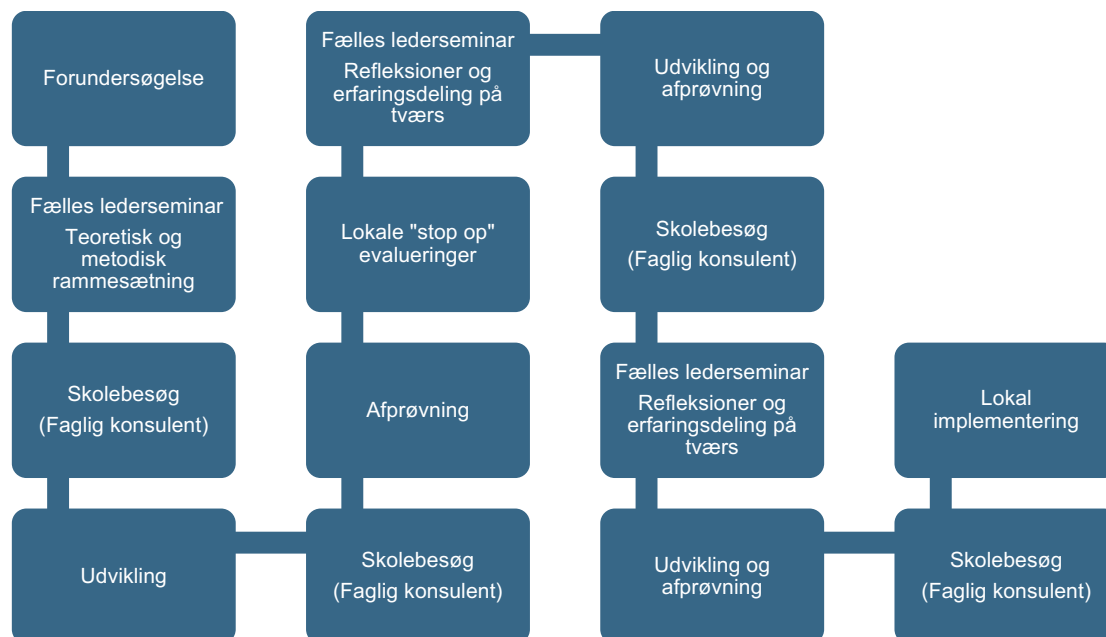 Forundersøgelse
Fælles lederseminar
Teoretisk og
metodisk
rammesætning
Skolebesøg
(Faglig konsulent)
Udvikling
Skolebesøg
(Faglig konsulent)
Afprøvning
Lokale "stop op"
evalueringer
Fælles lederseminar
Refleksioner og
erfaringsdeling på
tværs
Udvikling og
afprøvning
Skolebesøg
(Faglig konsulent)
Fælles lederseminar
Refleksioner og
erfaringsdeling på
tværs
Udvikling og
afprøvning
Skolebesøg
(Faglig konsulent)
Lokal
implementering